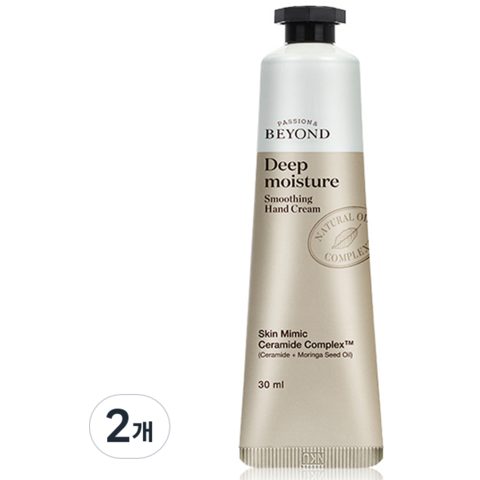 PASSION&
BEYOND
Deep
moisture
Smoothing
Hand Cream
NATURAL OIL
COMPLEX
Skin Mimic
Ceramide Complex™
(Ceramide + Moringa Seed Oil)
30 ml
2개